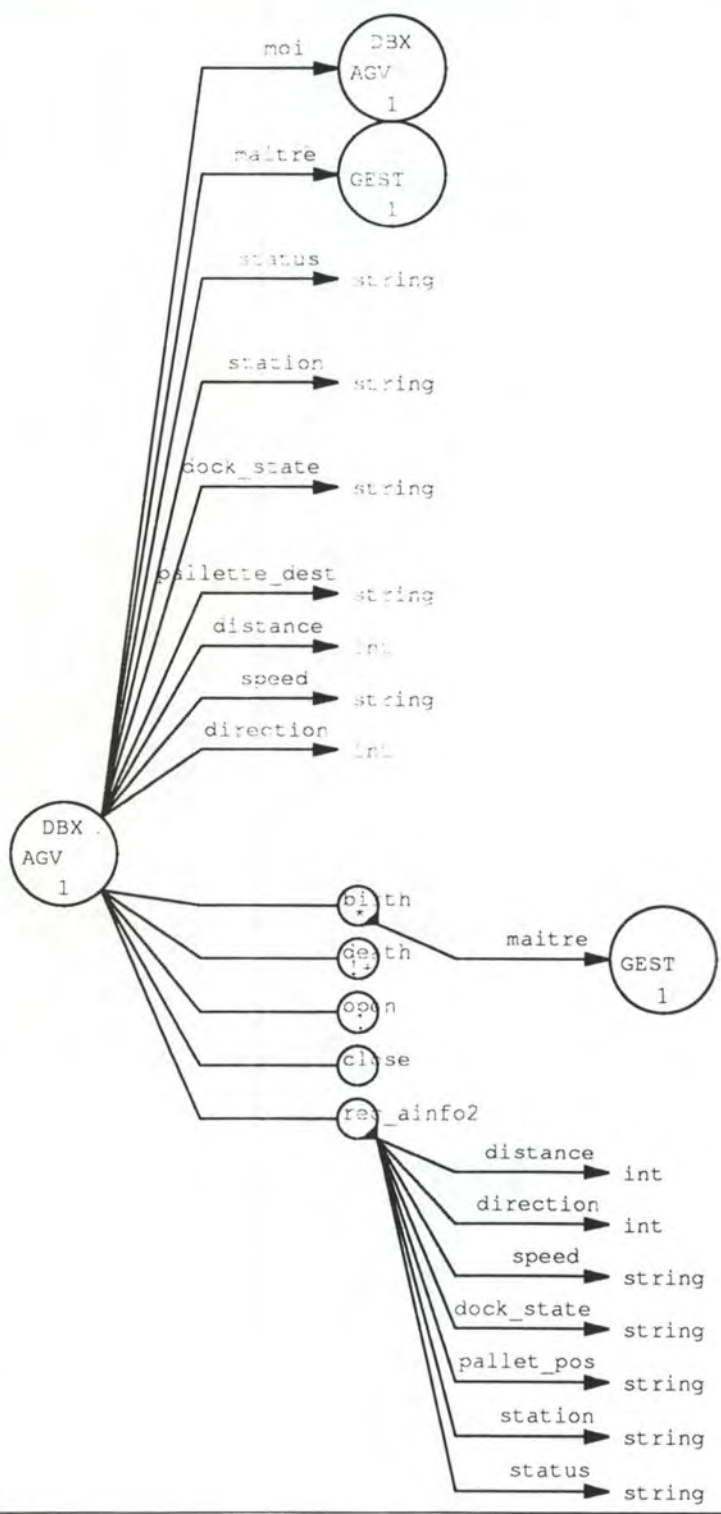 moi
DBX
AGV
1
maitre
GEST
1
status
string
station
string
dock_state
string
pallette_dest
string
distance
int
speed
string
direction
int
DBX
AGV
1
birth
*
maitre
GEST
1
death
!+
open
close
rec_ainfo2
distance
int
direction
int
speed
string
dock_state
string
pallet_pos
string
station
string
status
string